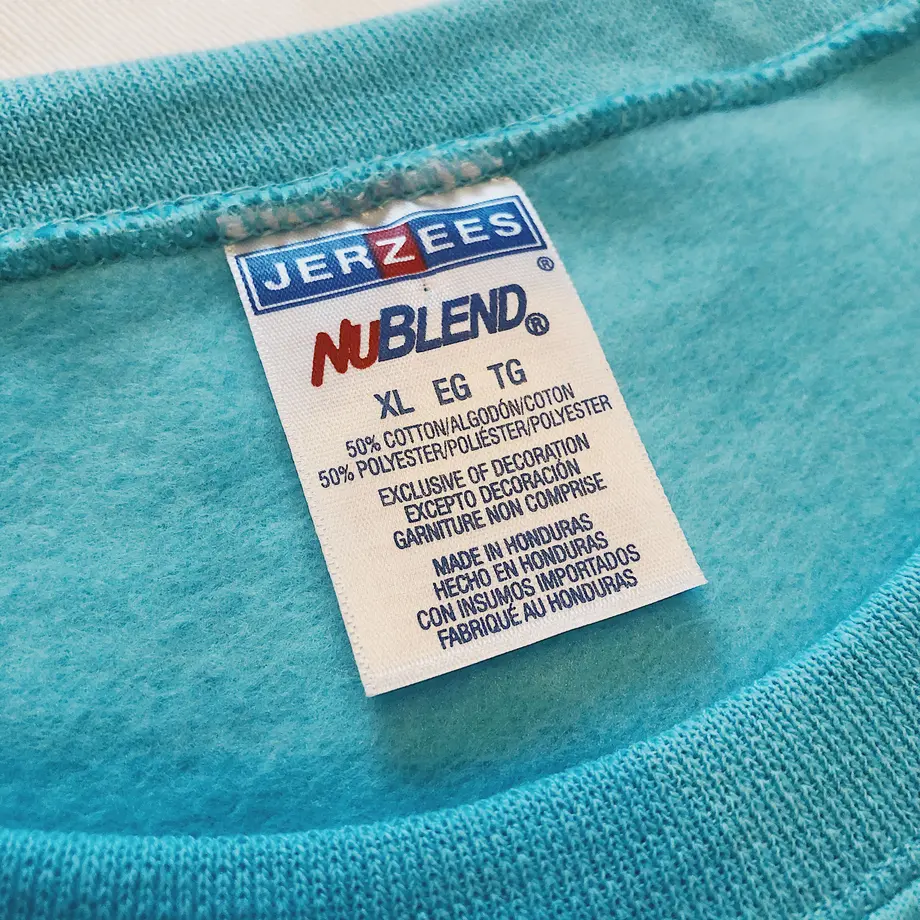 JERZEES
®
NUBLEND®
XL EG TG
50% COTTON/ALGODÓN/COTON
50% POLYESTER/POLIÉSTER/POLYESTER
EXCLUSIVE OF DECORATION
EXCEPTO DECORACIÓN
GARNITURE NON COMPRISE
MADE IN HONDURAS
HECHO EN HONDURAS
CON INSUMOS IMPORTADOS
FABRIQUÉ AU HONDURAS